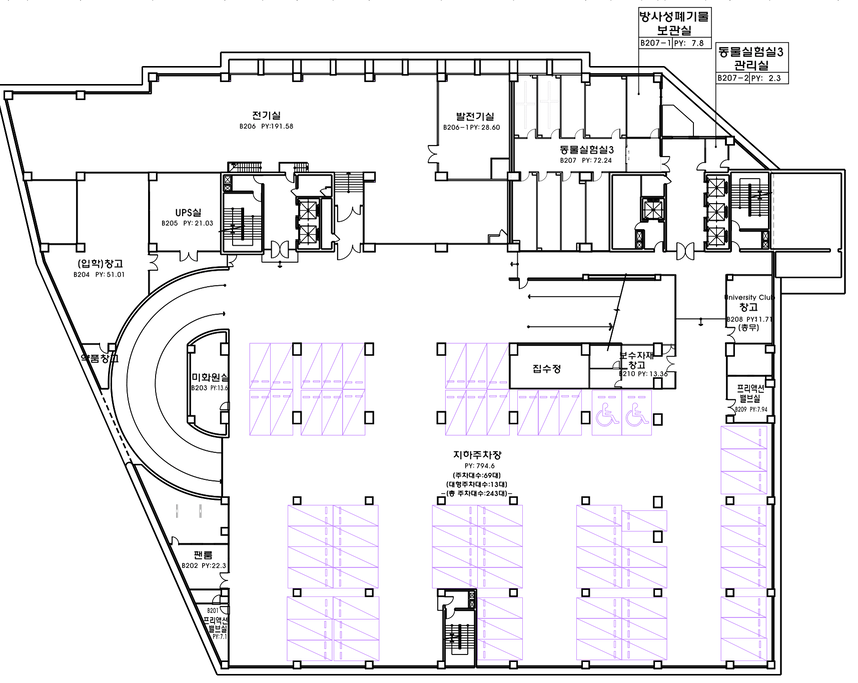 방사성폐기물
보관실
B207-1 PY: 7.8
동물실험실3
관리실
B207-2 PY: 2.3
전기실
B206 PY:191.58
발전기실
B206-1 PY: 28.60
동물실험실3
B207 PY: 72.24
UPS실
B205 PY: 21.03
(입학)창고
B204 PY: 51.01
University Club
창고
B208 PY11.71
(총무)
약품창고
미화원실
B203 PY:13.6
집수정
보수자재
창고
B210 PY: 13.36
프리액션
밸브실
B209 PY: 7.94
지하주차장
PY: 794.6
(주차대수:69대)
(대형주차대수:13대)
(총 주차대수:243대)
팬룸
B202 PY:22.3
B201
프리액션
밸브실
PY:7.1